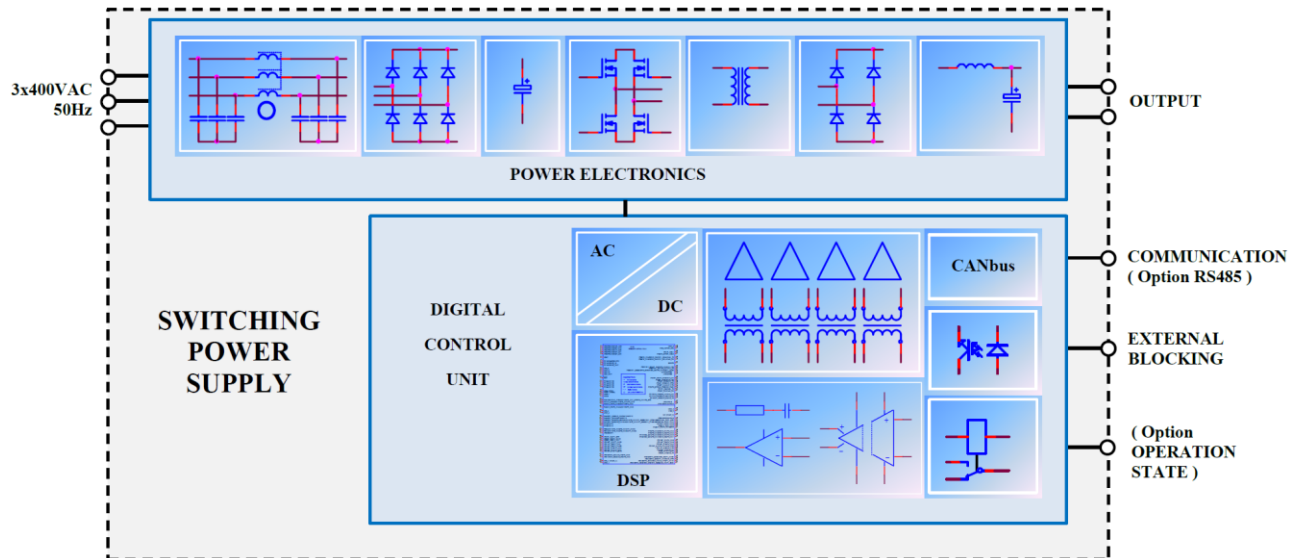 3x400VAC
50Hz
OUTPUT
POWER ELECTRONICS
SWITCHING
POWER
SUPPLY
DIGITAL
CONTROL
UNIT
AC
DC
DSP
CANbus
COMMUNICATION
( Option RS485 )
EXTERNAL
BLOCKING
( Option
OPERATION
STATE )